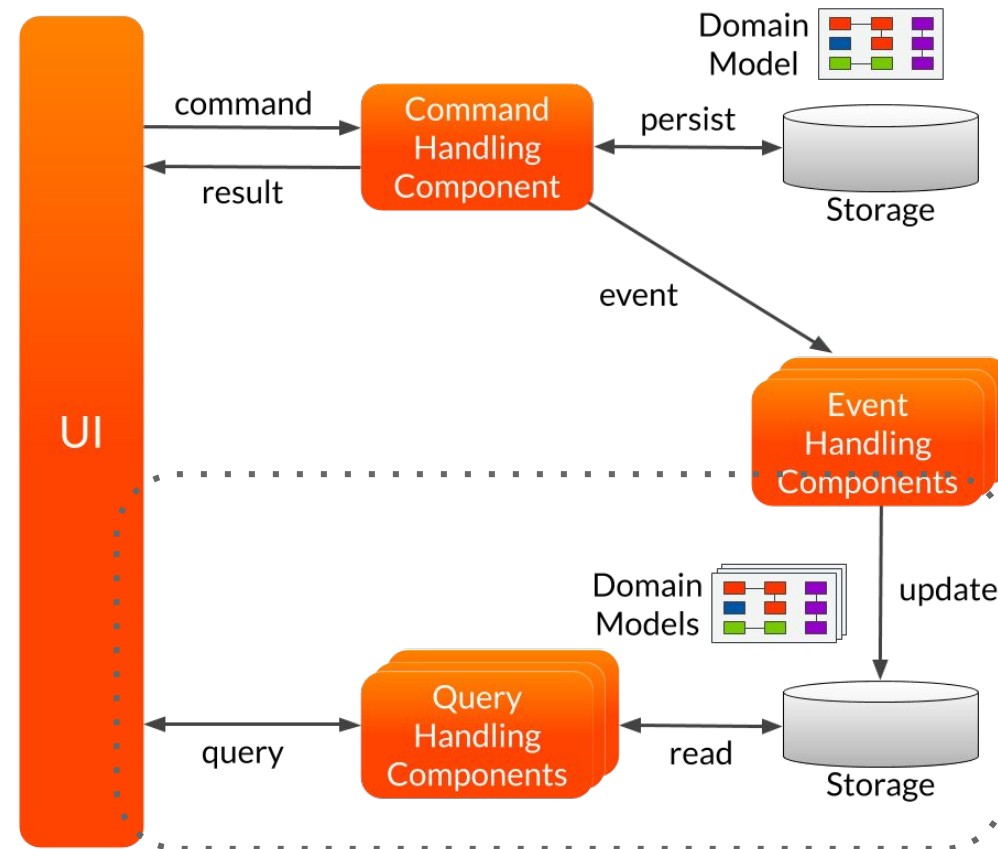 Domain
Model
command
Command
Handling
Component
persist
result
Storage
event
UI
Event
Handling
Components
Domain
Models
update
Query
Handling
Components
query
read
Storage